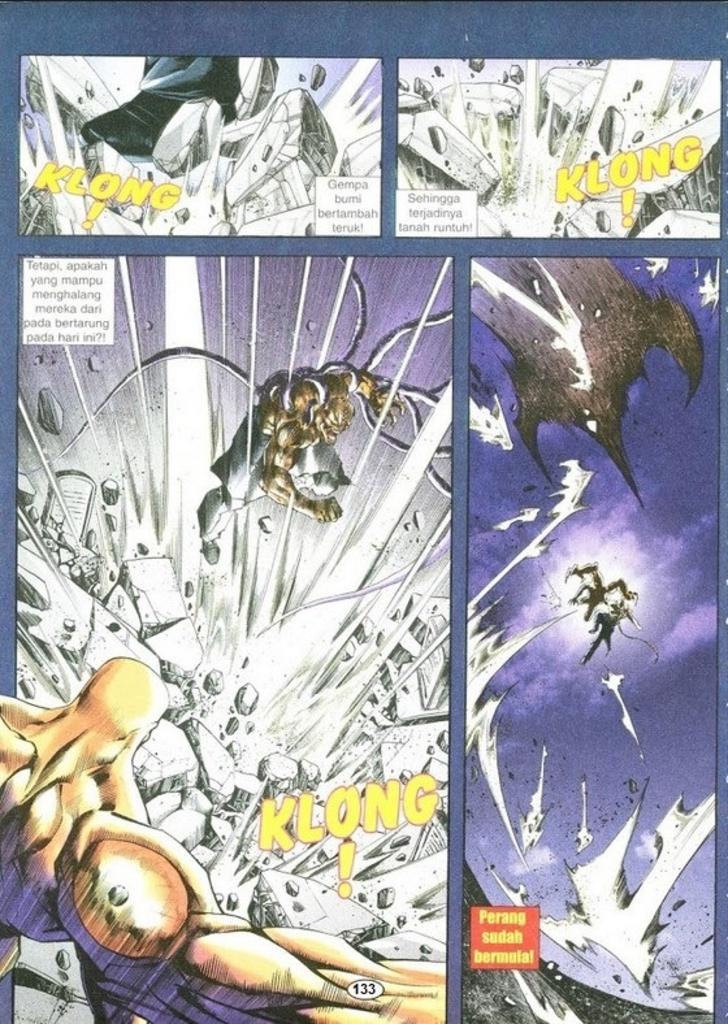 KLONG
!
Gempa
bumi
bertambah
teruk!
Sehingga
terjadinya
tanah runtuh!
KLONG
!
Tetapi, apakah
yang mampu
menghalang
mereka dari
pada bertarung
pada hari ini?!
KLONG
!
Perang
sudah
bermula!
133